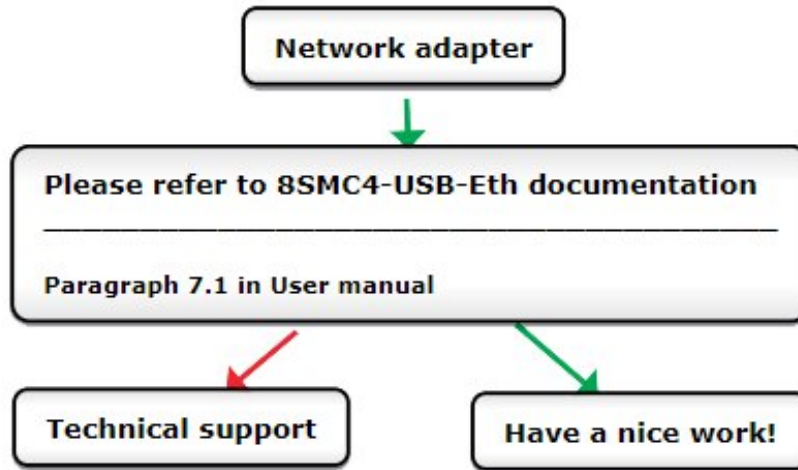 Network adapter
Please refer to 8SMC4-USB-Eth documentation
Paragraph 7.1 in User manual
Technical support
Have a nice work!